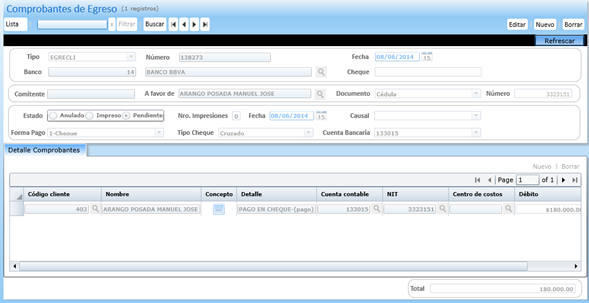 Comprobantes de Egreso (1 registros)
Lista Filtrar Buscar Editar Nuevo Borrar
Refrescar
Tipo EGRECLI Número 138273 Fecha 08/08/2014 15
Banco 14 BANCO BBVA Cheque
Comitente A favor de ARANGO POSADA MANUEL JOSE Documento Cédula Número 3323151
Estado Anulado Impreso Pendiente Nro. Impresiones 0 Fecha 08/06/2014 15 Causal
Forma Pago 1-Cheque Tipo Cheque Cruzado Cuenta Bancaria 133015
Detalle Comprobantes
Nuevo | Borrar
Page 1 of 1
Código cliente Nombre Concepto Detalle Cuenta contable NIT Centro de costos Débito
403 ARANGO POSADA MANUEL JOSE PAGO EN CHEQUE-(pago) 133015 3323151 $180.000.00
Total 180.000.00